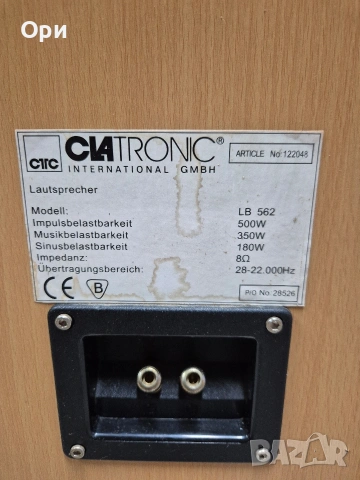 Ори
CTC CLATRONIC® ARTICLE No:122048
INTERNATIONAL GMBH
Lautsprecher
Modell: LB 562
Impulsbelastbarkeit 500W
Musikbelastbarkeit 350W
Sinusbelastbarkeit 180W
Impedanz: 8Ω
Übertragungsbereich: 28-22.000Hz
CE B P/O No:28526
BAZAR